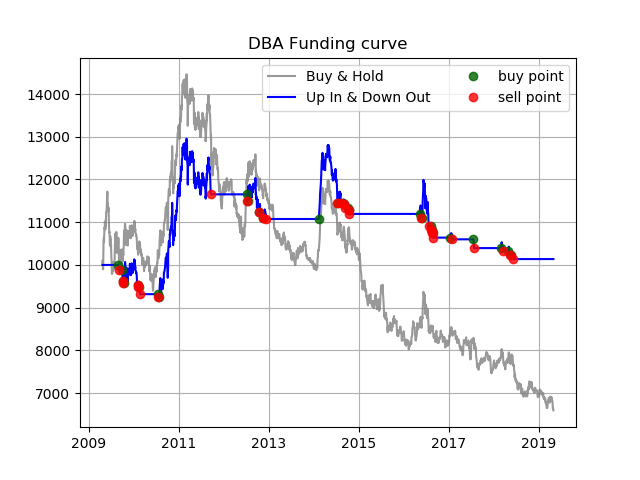 DBA Funding curve
Buy & Hold
Up In & Down Out
buy point
sell point
14000
13000
12000
11000
10000
9000
8000
7000
2009
2011
2013
2015
2017
2019